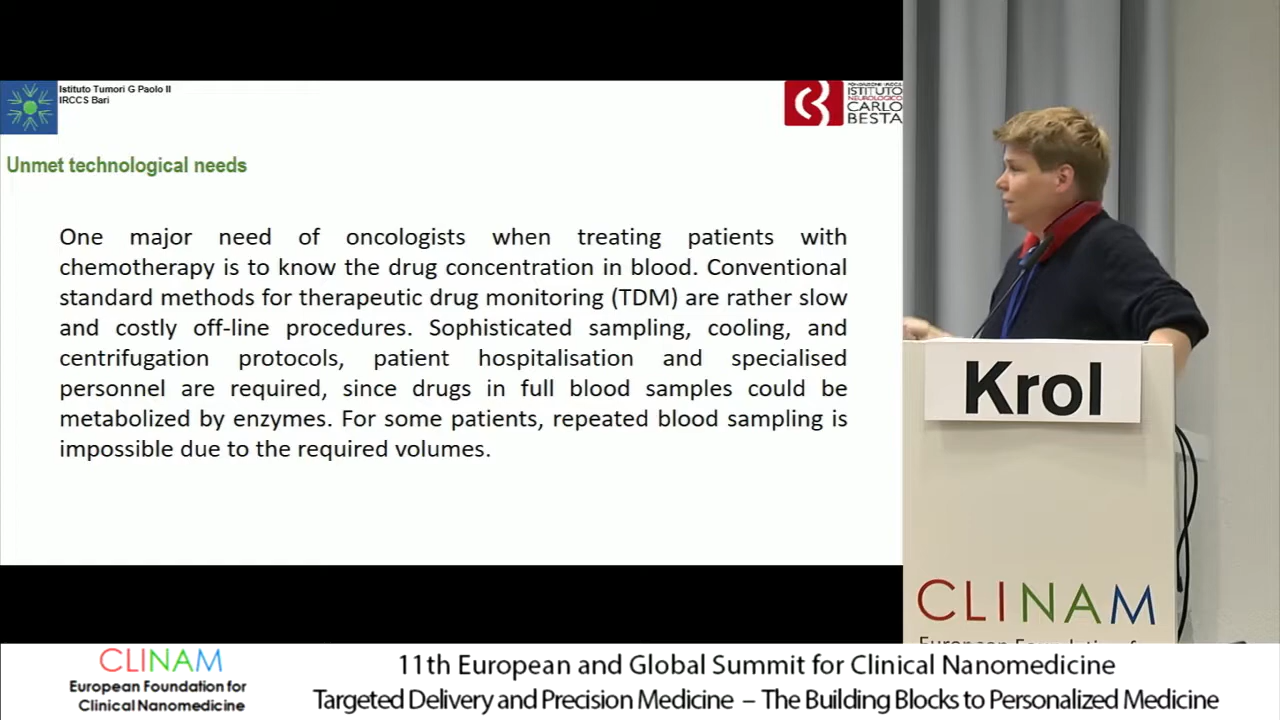 Istituto Tumori G Paolo II
IRCCS Bari
ISTITUTO
NEUROLOGICO
CARLO
BESTA
Unmet technological needs
One major need of oncologists when treating patients with
chemotherapy is to know the drug concentration in blood. Conventional
standard methods for therapeutic drug monitoring (TDM) are rather slow
and costly off-line procedures. Sophisticated sampling, cooling, and
centrifugation protocols, patient hospitalisation and specialised
personnel are required, since drugs in full blood samples could be
metabolized by enzymes. For some patients, repeated blood sampling is
impossible due to the required volumes.
Krol
CLINAM
CLINAM
European Foundation for
Clinical Nanomedicine
11th European and Global Summit for Clinical Nanomedicine
Targeted Delivery and Precision Medicine – The Building Blocks to Personalized Medicine